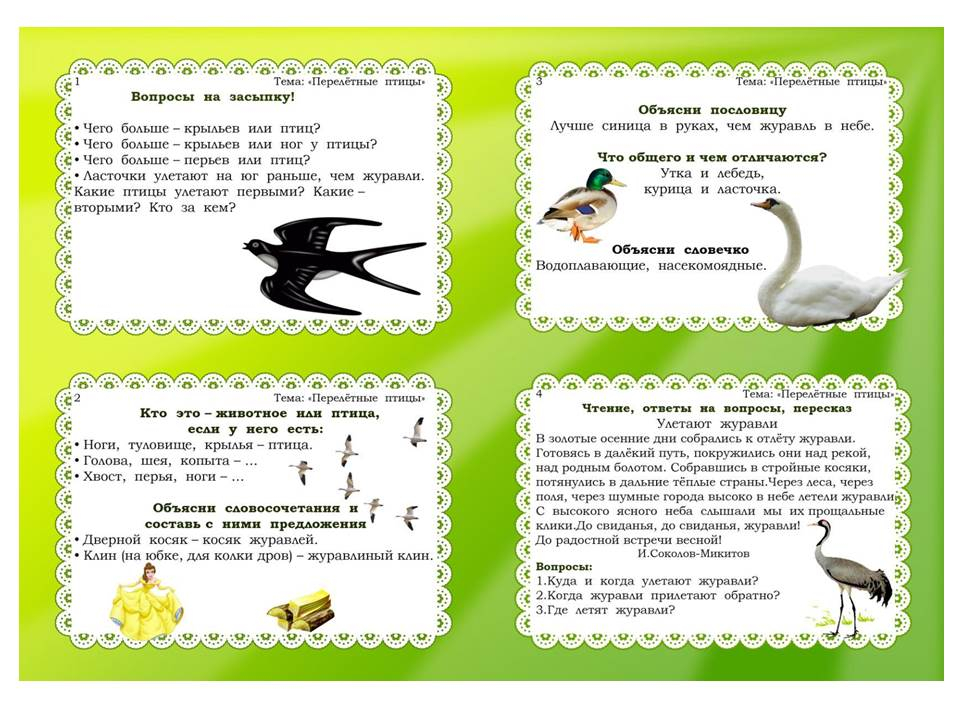 1 Тема: «Перелётные птицы»
Вопросы на засыпку!
• Чего больше – крыльев или птиц?
• Чего больше – крыльев или ног у птицы?
• Чего больше – перьев или птиц?
• Ласточки улетают на юг раньше, чем журавли.
Какие птицы улетают первыми? Какие –
вторыми? Кто за кем?
2 Тема: «Перелётные птицы»
Кто это – животное или птица,
если у него есть:
• Ноги, туловище, крылья – птица.
• Голова, шея, копыта – ...
• Хвост, перья, ноги – ...
Объясни словосочетания и
составь с ними предложения
• Дверной косяк – косяк журавлей.
• Клин (на юбке, для колки дров) – журавлиный клин.
3 Тема: «Перелётные птицы»
Объясни пословицу
Лучше синица в руках, чем журавль в небе.
Что общего и чем отличаются?
Утка и лебедь,
курица и ласточка.
Объясни словечко
Водоплавающие, насекомоядные.
4 Тема: «Перелётные птицы»
Чтение, ответы на вопросы, пересказ
Улетают журавли
В золотые осенние дни собрались к отлёту журавли.
Готовясь в далёкий путь, покружились они над рекой,
над родным болотом. Собравшись в стройные косяки,
потянулись в дальние тёплые страны.Через леса, через
поля, через шумные города высоко в небе летели журавли.
С высокого ясного неба слышали мы их прощальные
клики.До свиданья, до свиданья, журавли!
До радостной встречи весной!
И.Соколов-Микитов
Вопросы:
1.Куда и когда улетают журавли?
2.Когда журавли прилетают обратно?
3.Где летят журавли?